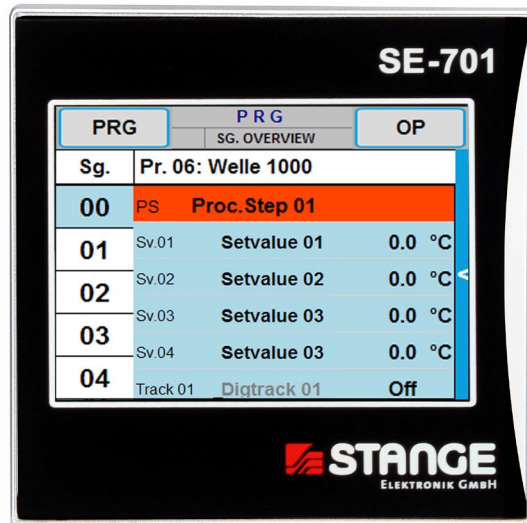 SE-701
PRG PRG OP
SG. OVERVIEW
Sg. Pr. 06: Welle 1000
00 PS Proc.Step 01
01 Sv.01 Setvalue 01 0.0 °C
02 Sv.02 Setvalue 02 0.0 °C
<
03 Sv.03 Setvalue 03 0.0 °C
Sv.04 Setvalue 03 0.0 °C
04 Track 01 _Digtrack 01 Off
STANGE
ELEKTRONIK GMBH